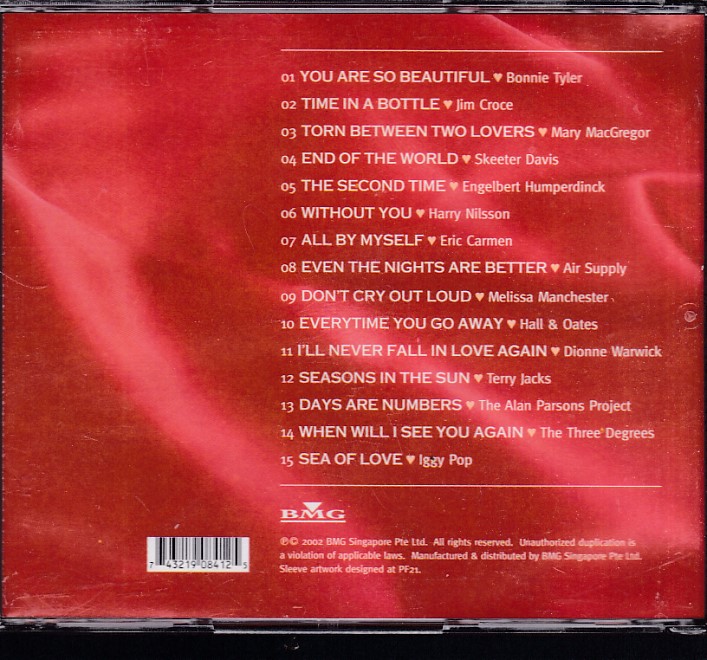 01 YOU ARE SO BEAUTIFUL ♥ Bonnie Tyler
02 TIME IN A BOTTLE ♥ Jim Croce
03 TORN BETWEEN TWO LOVERS ♥ Mary MacGregor
04 END OF THE WORLD ♥ Skeeter Davis
05 THE SECOND TIME ♥ Engelbert Humperdinck
06 WITHOUT YOU ♥ Harry Nilsson
07 ALL BY MYSELF ♥ Eric Carmen
08 EVEN THE NIGHTS ARE BETTER ♥ Air Supply
09 DON'T CRY OUT LOUD ♥ Melissa Manchester
10 EVERYTIME YOU GO AWAY ♥ Hall & Oates
11 I'LL NEVER FALL IN LOVE AGAIN ♥ Dionne Warwick
12 SEASONS IN THE SUN ♥ Terry Jacks
13 DAYS ARE NUMBERS ♥ The Alan Parsons Project
14 WHEN WILL I SEE YOU AGAIN ♥ The Three Degrees
15 SEA OF LOVE ♥ Iggy Pop
BMG
℗© 2002 BMG Singapore Pte Ltd. All rights reserved. Unauthorized duplication is
a violation of applicable laws. Manufactured & distributed by BMG Singapore Pte Ltd.
Sleeve artwork designed at PF21.
7 43219 08412 5